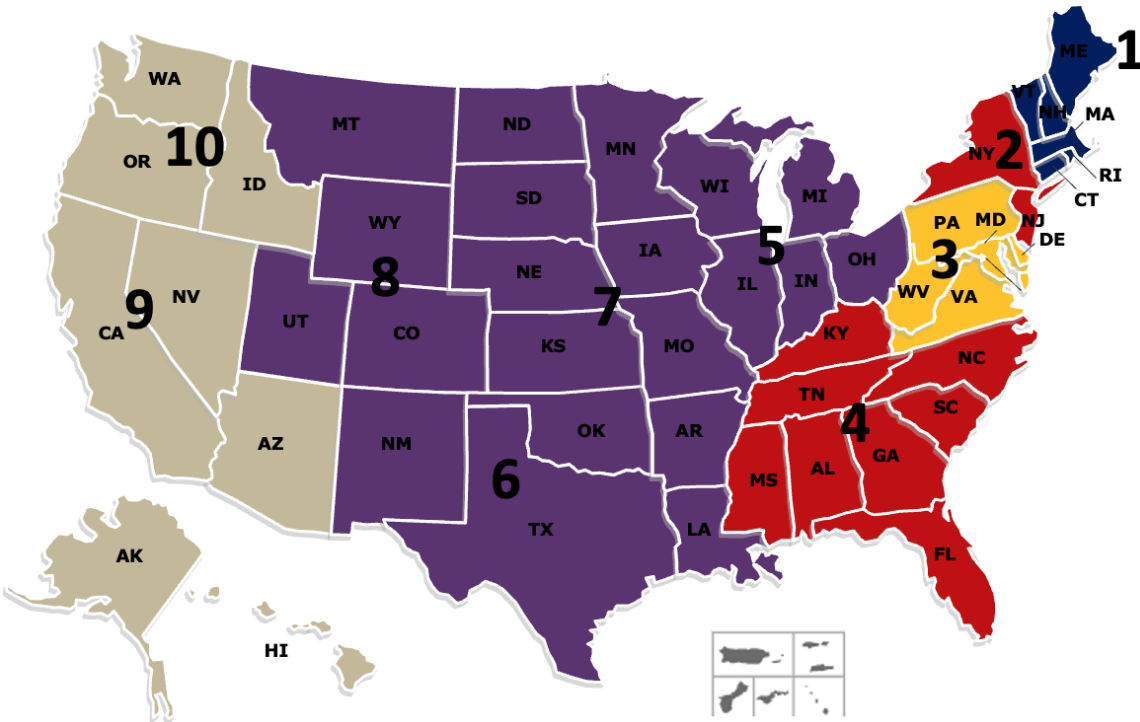 ME
1
WA
VT
NH
MA
MT
ND
MN
10
OR
NY
2
RI
ID
WI
MI
CT
SD
WY
PA
MD
NJ
DE
IA
5
OH
3
NE
8
IL
IN
WV
VA
NV
9
7
UT
CO
CA
KS
MO
KY
NC
TN
SC
AZ
NM
OK
AR
4
GA
6
MS
AL
TX
LA
AK
FL
HI